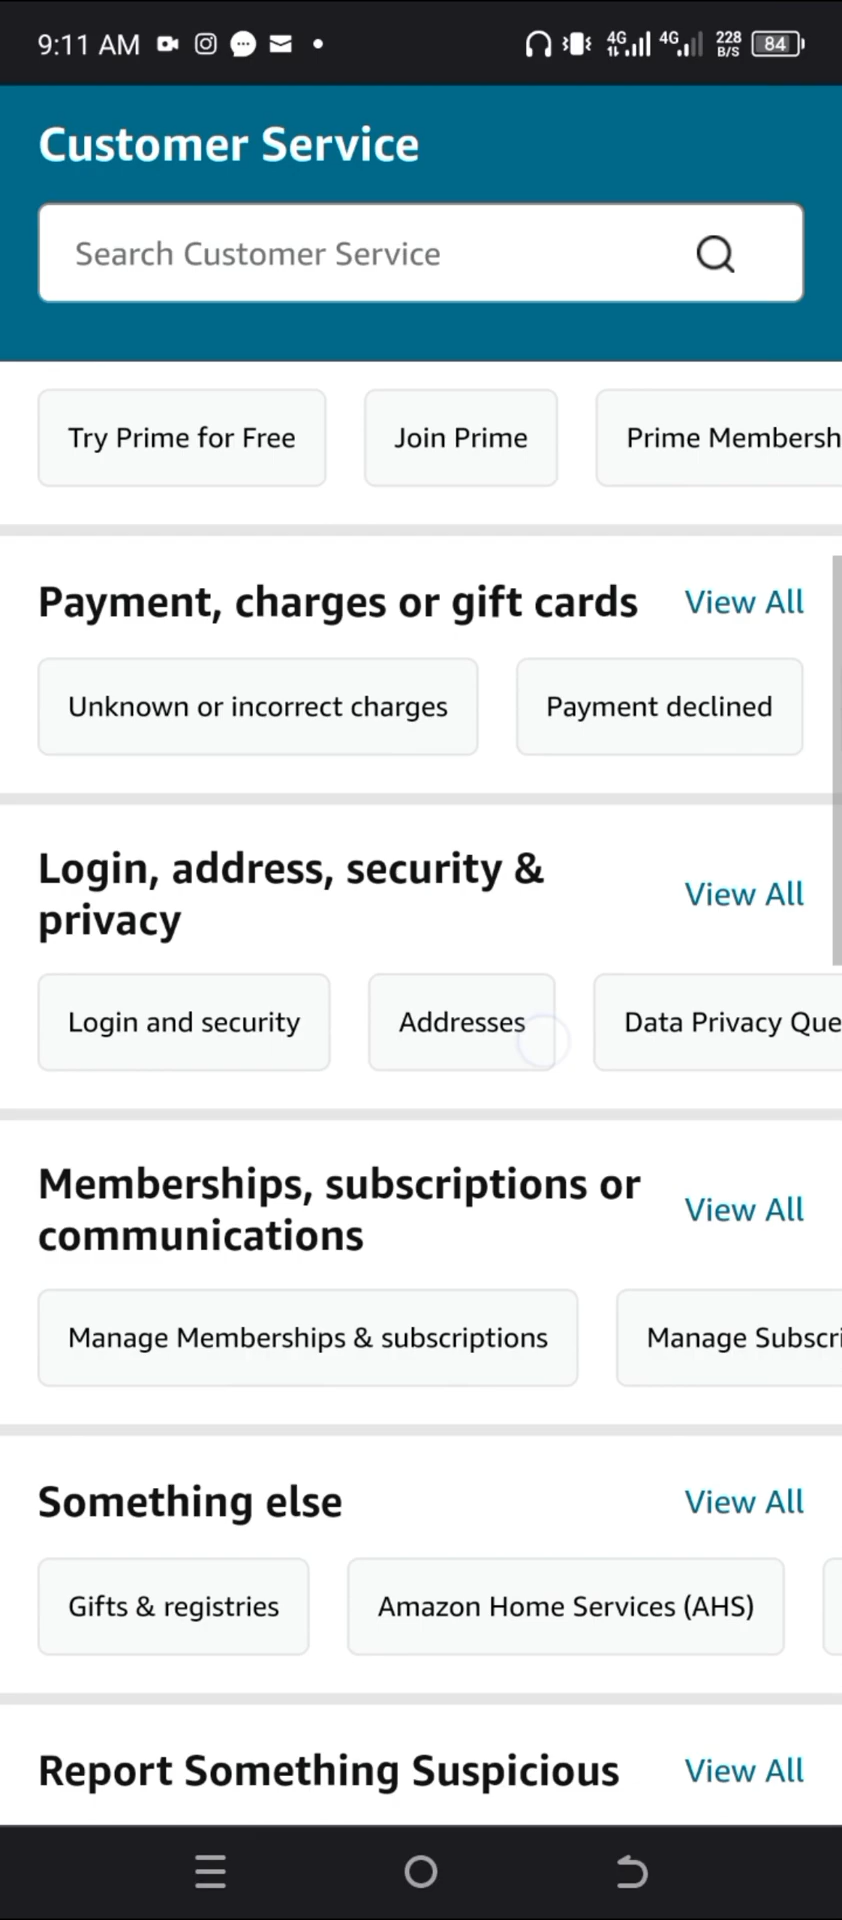 9:11 AM
4G 4G 228 B/S 84
Customer Service
Search Customer Service
Try Prime for Free
Join Prime
Prime Membersh
Payment, charges or gift cards
View All
Unknown or incorrect charges
Payment declined
Login, address, security &
privacy
View All
Login and security
Addresses
Data Privacy Que
Memberships, subscriptions or
communications
View All
Manage Memberships & subscriptions
Manage Subscri
Something else
View All
Gifts & registries
Amazon Home Services (AHS)
Report Something Suspicious
View All